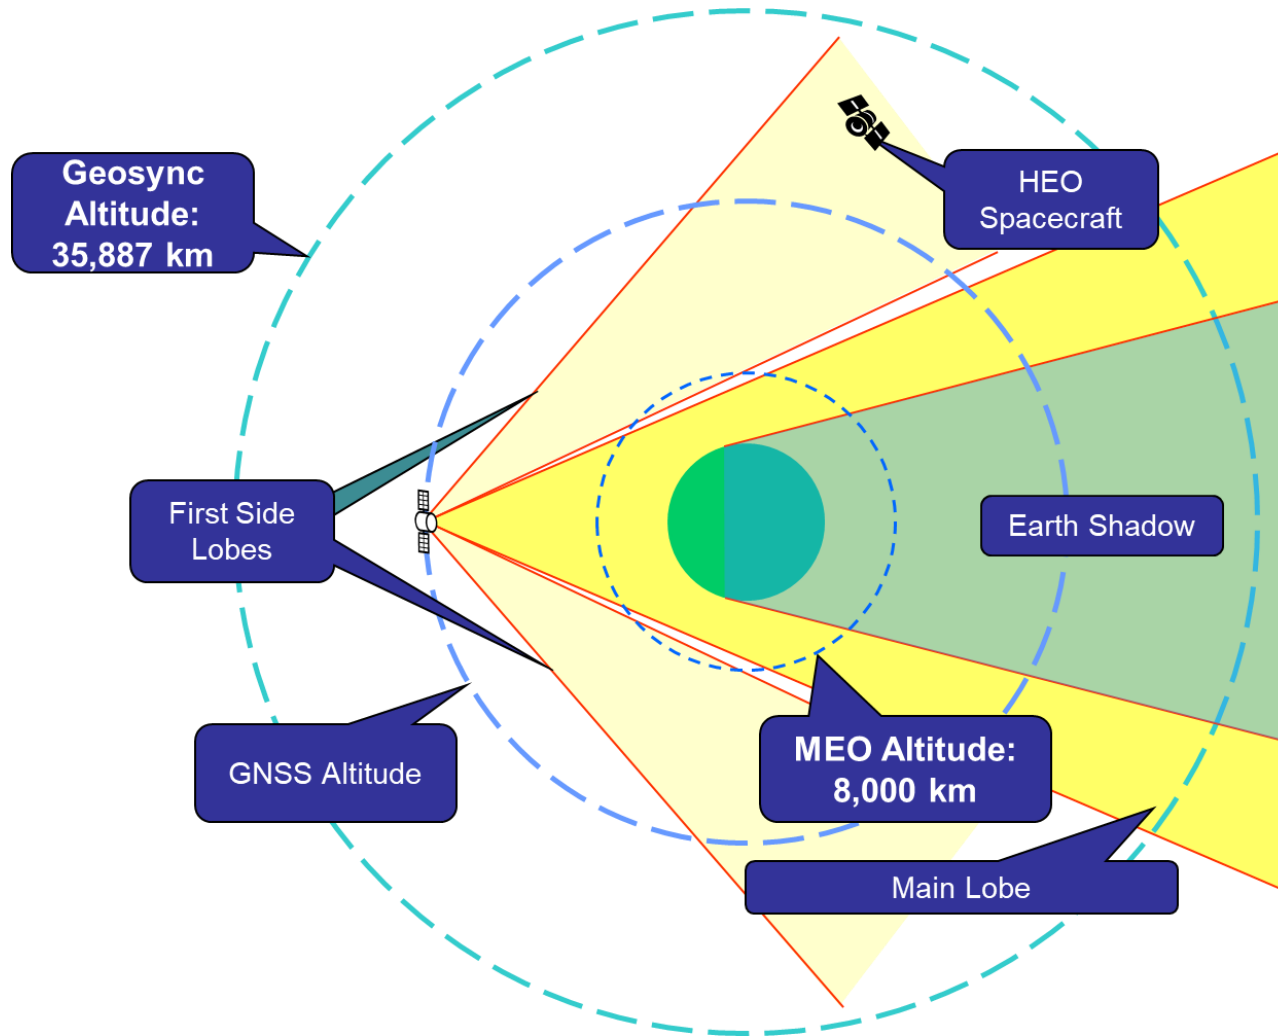 Geosync
Altitude:
35,887 km
HEO
Spacecraft
First Side
Lobes
Earth Shadow
GNSS Altitude
MEO Altitude:
8,000 km
Main Lobe